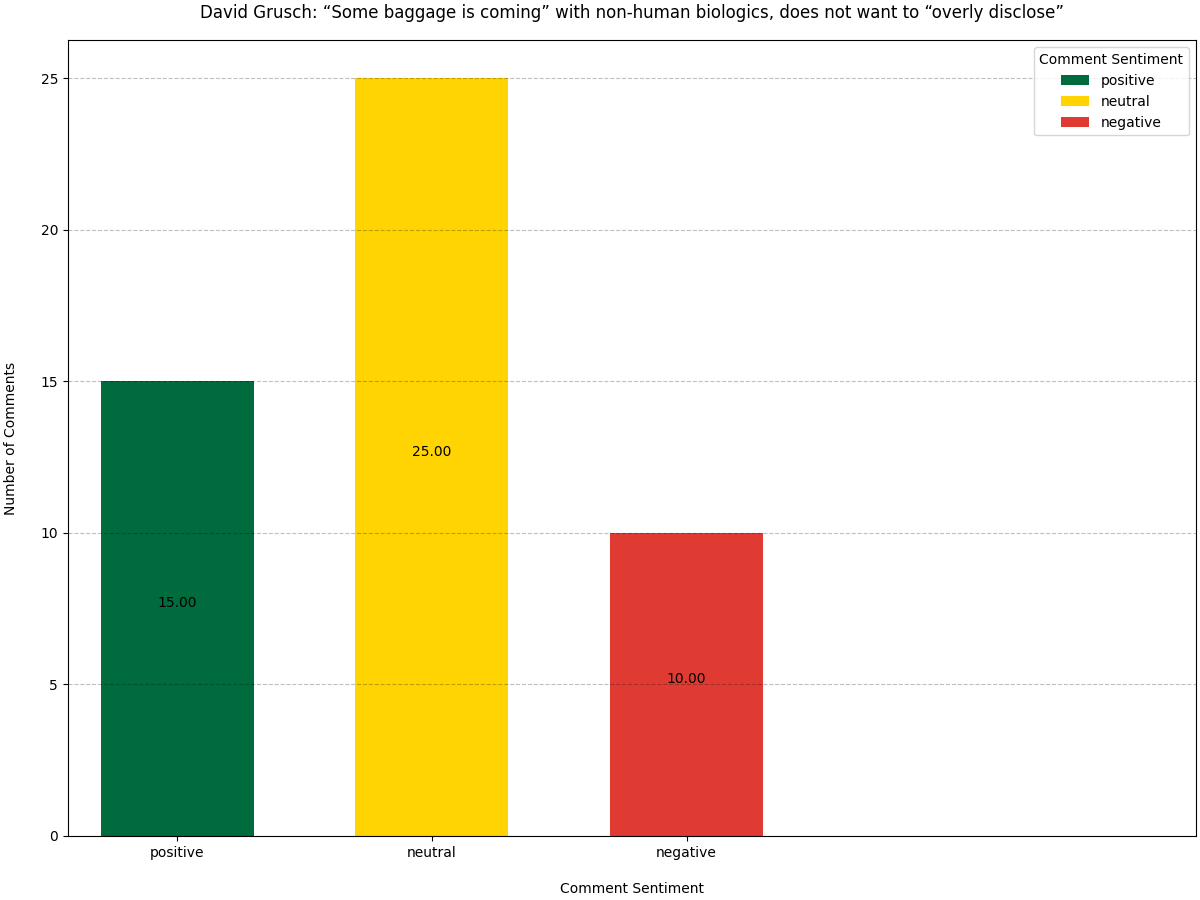 David Grusch: “Some baggage is coming” with non-human biologics, does not want to “overly disclose”
Comment Sentiment
positive
neutral
negative
25
20
15
10
5
0
Number of Comments
15.00
25.00
10.00
positive
neutral
negative
Comment Sentiment